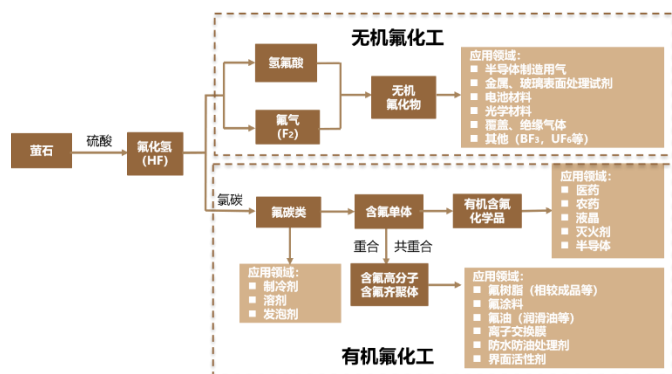 无机氟化工
氢氟酸
氟气
(F₂)
无机
氟化物
应用领域：
■ 半导体制造用气
■ 金属、玻璃表面处理试剂
■ 电池材料
■ 光学材料
■ 覆盖、绝缘气体
■ 其他（BF₃，UF₆等）
萤石
硫酸
氟化氢
(HF)
氯碳
氟碳类
含氟单体
有机含氟
化学品
应用领域：
■ 医药
■ 农药
■ 液晶
■ 灭火剂
■ 半导体
重合
共重合
应用领域：
■ 制冷剂
■ 溶剂
■ 发泡剂
含氟高分子
含氟齐聚体
应用领域：
■ 氟树脂（相较成品等）
■ 氟涂料
■ 氟油（润滑油等）
■ 离子交换膜
■ 防水防油处理剂
■ 界面活性剂
有机氟化工